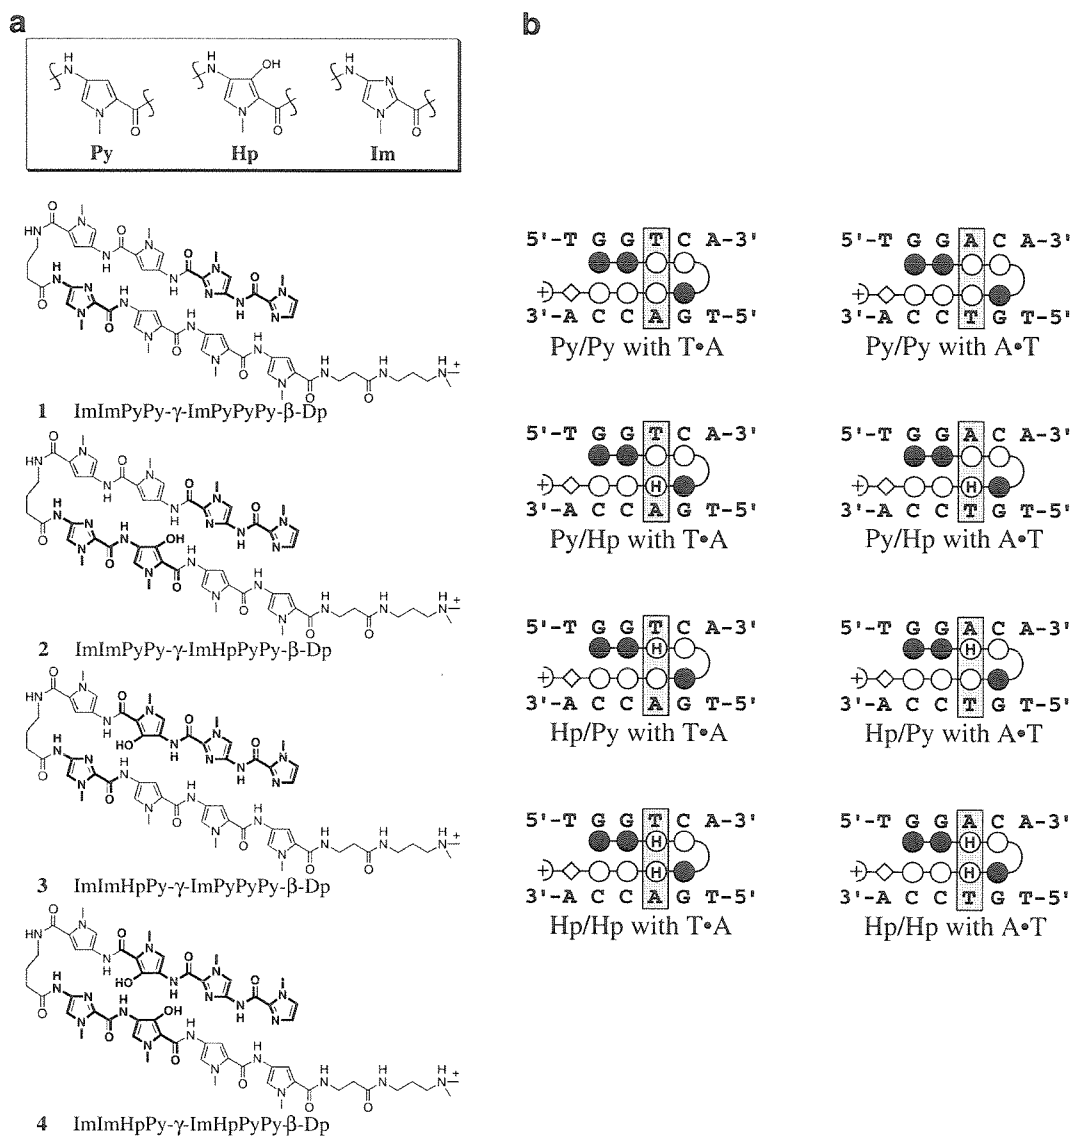 a
b
Py
Hp
Im
1 ImImPyPy-γ-ImPyPyPy-β-Dp
2 ImImPyPy-γ-ImHpPyPy-β-Dp
3 ImImHpPy-γ-ImPyPyPy-β-Dp
4 ImImHpPy-γ-ImHpPyPy-β-Dp
5'-T G G T C A-3'
3'-A C C A G T-5'
Py/Py with T•A
5'-T G G A C A-3'
3'-A C C T G T-5'
Py/Py with A•T
5'-T G G T C A-3'
H
3'-A C C A G T-5'
Py/Hp with T•A
5'-T G G A C A-3'
H
3'-A C C T G T-5'
Py/Hp with A•T
5'-T G G T C A-3'
H
3'-A C C A G T-5'
Hp/Py with T•A
5'-T G G A C A-3'
H
3'-A C C T G T-5'
Hp/Py with A•T
5'-T G G T C A-3'
H
H
3'-A C C A G T-5'
Hp/Hp with T•A
5'-T G G A C A-3'
H
H
3'-A C C T G T-5'
Hp/Hp with A•T